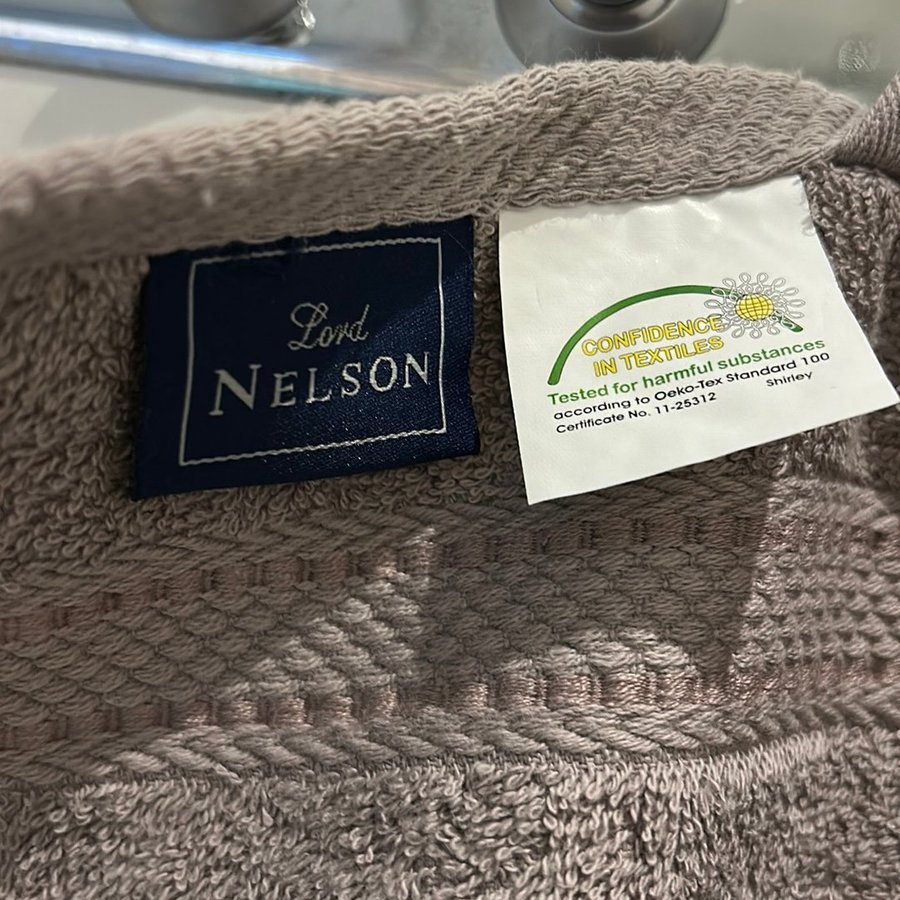 Lord
NELSON
CONFIDENCE
IN TEXTILES
Tested for harmful substances
according to Oeko-Tex Standard 100
Certificate No. 11-25312 Shirley